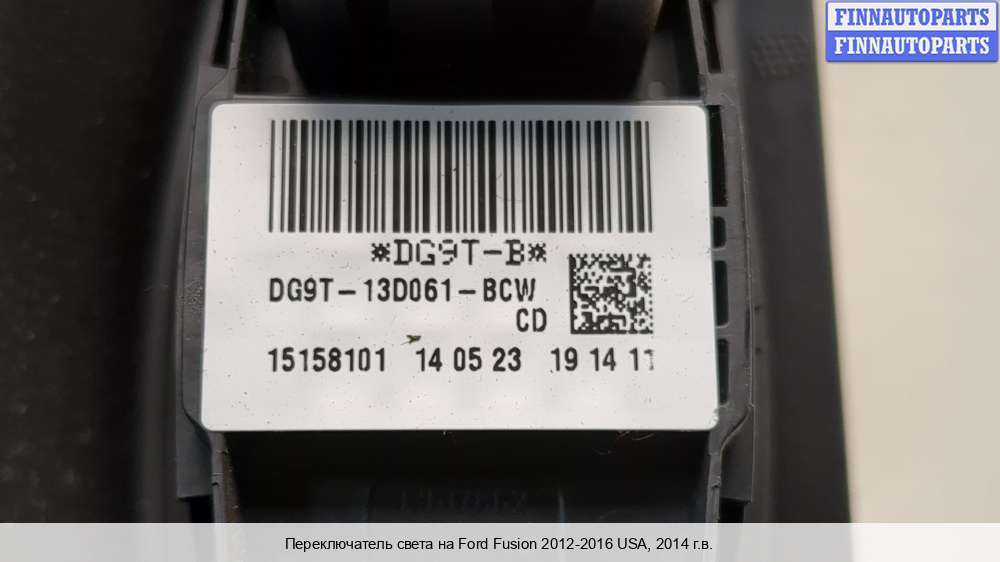 FINNAUTOPARTS
FINNAUTOPARTS
*DG9T-B*
DG9T-13D061-BCW
CD
15158101 14 05 23 19 14 11
Переключатель света на Ford Fusion 2012-2016 USA, 2014 г.в.